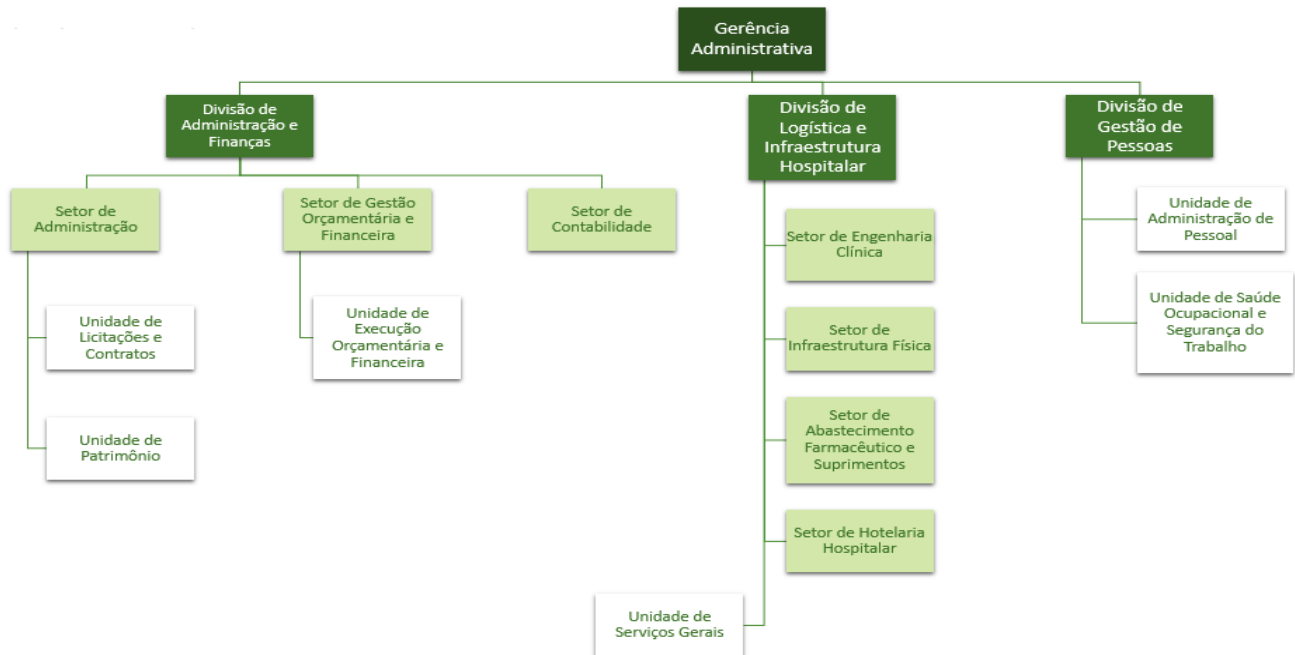 Gerência
Administrativa
Divisão de
Administração e
Finanças
Divisão de
Logística e
Infraestrutura
Hospitalar
Divisão de
Gestão de
Pessoas
Setor de
Administração
Setor de Gestão
Orçamentária e
Financeira
Setor de
Contabilidade
Unidade de
Licitações e
Contratos
Unidade de
Patrimônio
Unidade de
Execução
Orçamentária e
Financeira
Setor de Engenharia
Clínica
Setor de
Infraestrutura Física
Setor de
Abastecimento
Farmacêutico e
Suprimentos
Setor de Hotelaria
Hospitalar
Unidade de
Serviços Gerais
Unidade de
Administração de
Pessoal
Unidade de Saúde
Ocupacional e
Segurança do
Trabalho